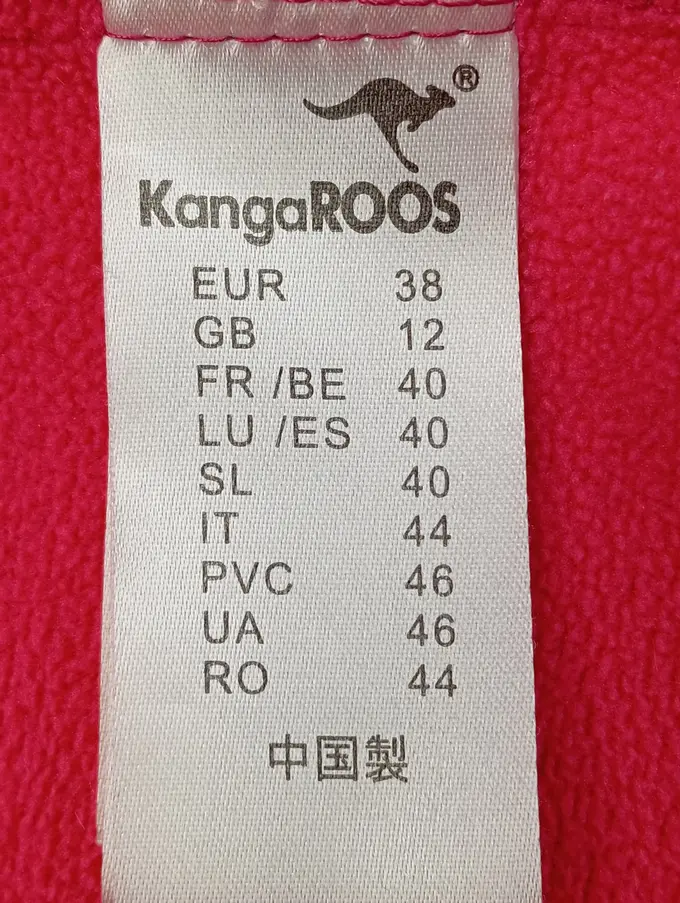 ®
KangaROOS
EUR 38
GB 12
FR /BE 40
LU /ES 40
SL 40
IT 44
PVC 46
UA 46
RO 44
中国製